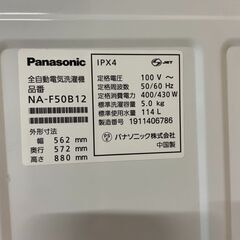 Panasonic
全自動電気洗濯機
品番
NA-F50B12
外形寸法
幅 562 mm
奥行 572 mm
高さ 880 mm
IPX4
JET
定格電圧 100 V～
定格周波数 50/60 Hz
定格消費電力 400/430 W
標準洗濯容量 5.0 kg
標準使用水量 114 L
製造番号 1911406786
パナソニック株式会社
中国製